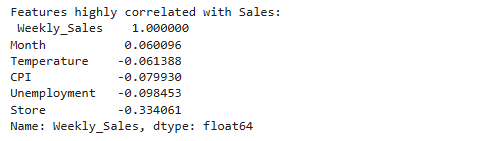 Features highly correlated with Sales:
 Weekly_Sales    1.000000
Month           0.060096
Temperature    -0.061388
CPI            -0.079930
Unemployment   -0.098453
Store          -0.334061
Name: Weekly_Sales, dtype: float64